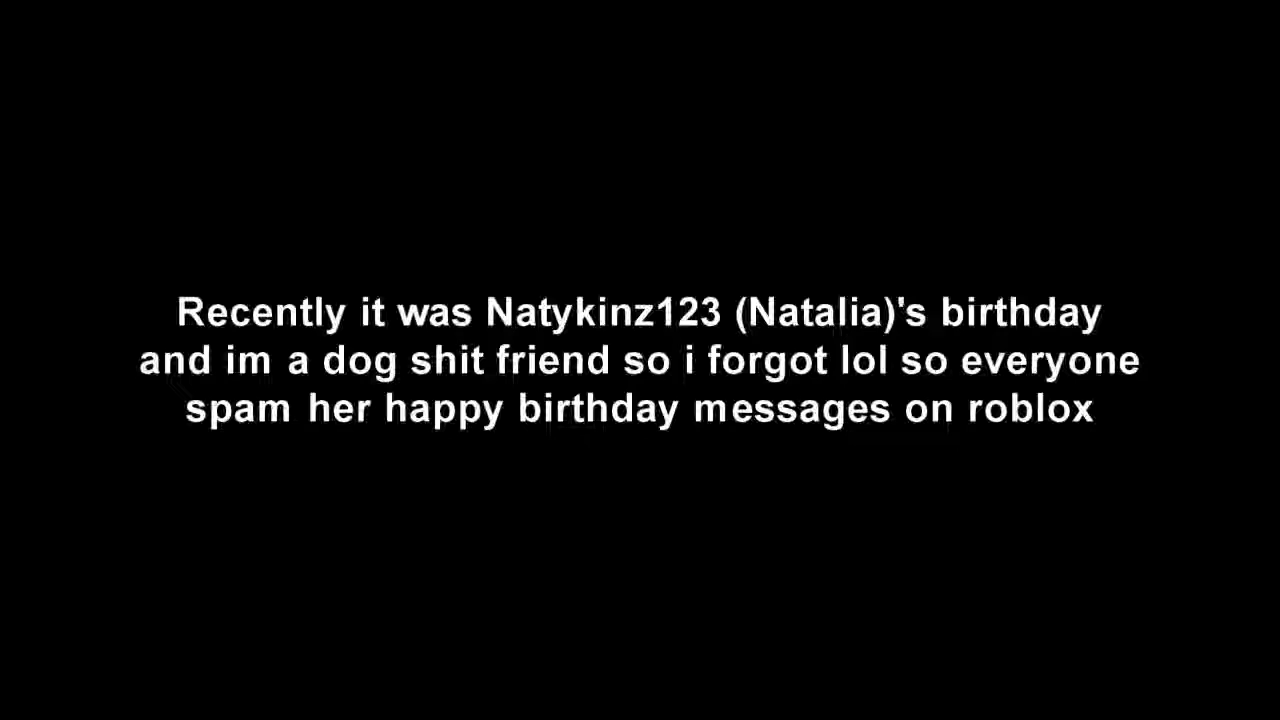 Recently it was Natykinz123 (Natalia)'s birthday
and im a dog shit friend so i forgot lol so everyone
spam her happy birthday messages on roblox